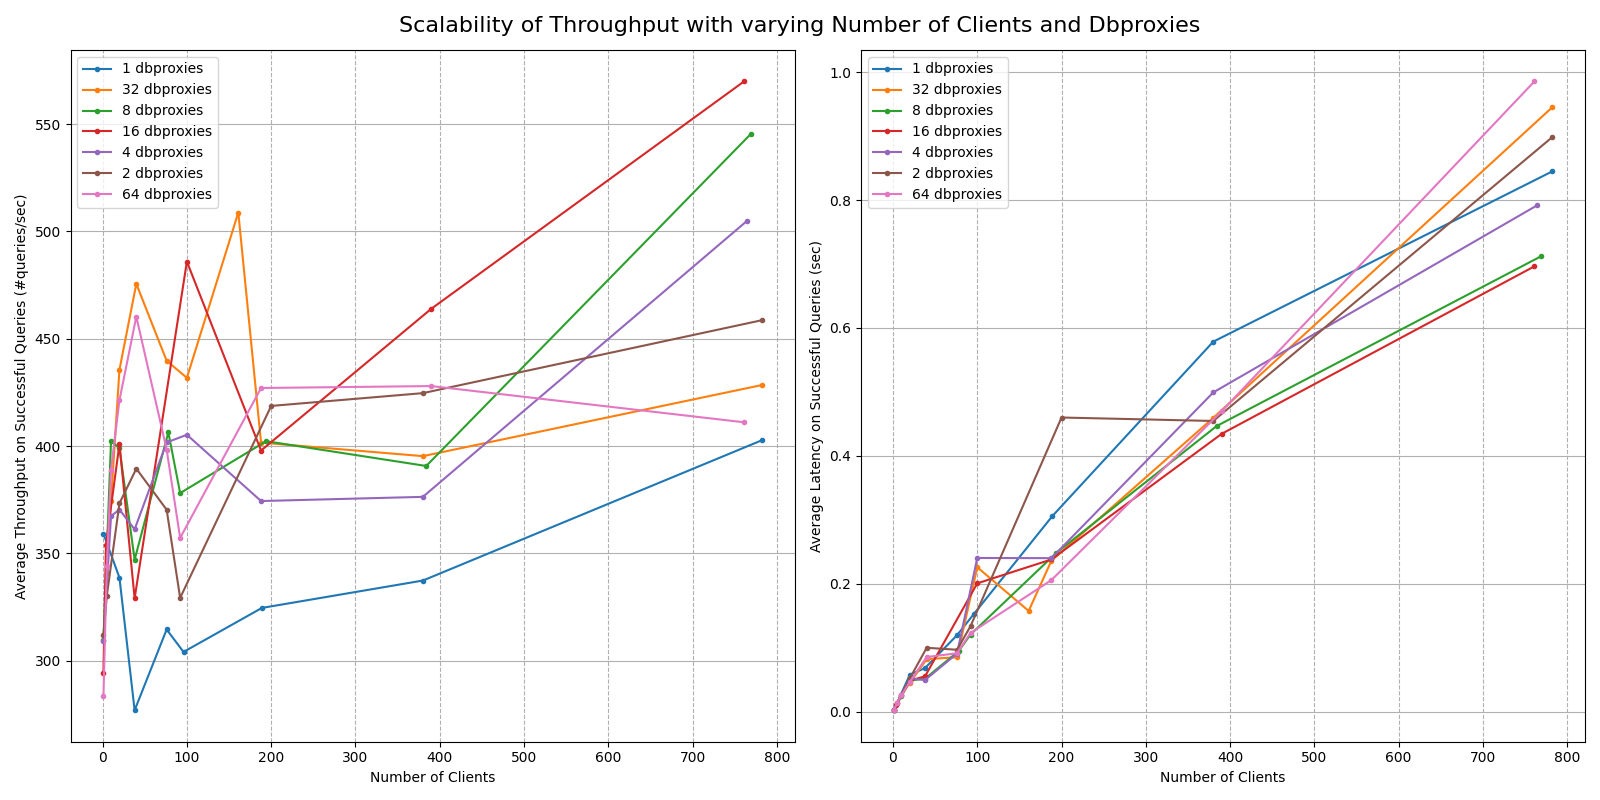 Scalability of Throughput with varying Number of Clients and Dbproxies
Average Throughput on Successful Queries (#queries/sec)
550
500
450
400
350
300
1 dbproxies
32 dbproxies
8 dbproxies
16 dbproxies
4 dbproxies
2 dbproxies
64 dbproxies
0 100 200 300 400 500 600 700 800
Number of Clients
Average Latency on Successful Queries (sec)
1.0
0.8
0.6
0.4
0.2
0.0
1 dbproxies
32 dbproxies
8 dbproxies
16 dbproxies
4 dbproxies
2 dbproxies
64 dbproxies
0 100 200 300 400 500 600 700 800
Number of Clients